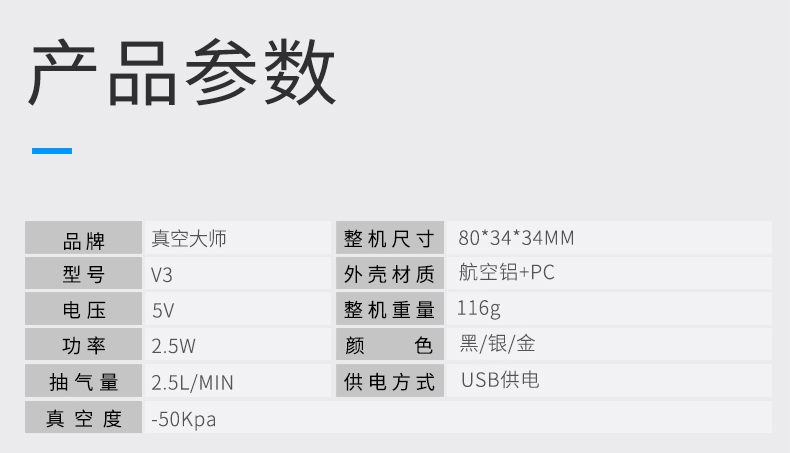 产品参数
品牌 真空大师 整机尺寸 80*34*34MM
型号 V3 外壳材质 航空铝+PC
电压 5V 整机重量 116g
功率 2.5W 颜色 黑/银/金
抽气量 2.5L/MIN 供电方式 USB供电
真空度 -50Kpa